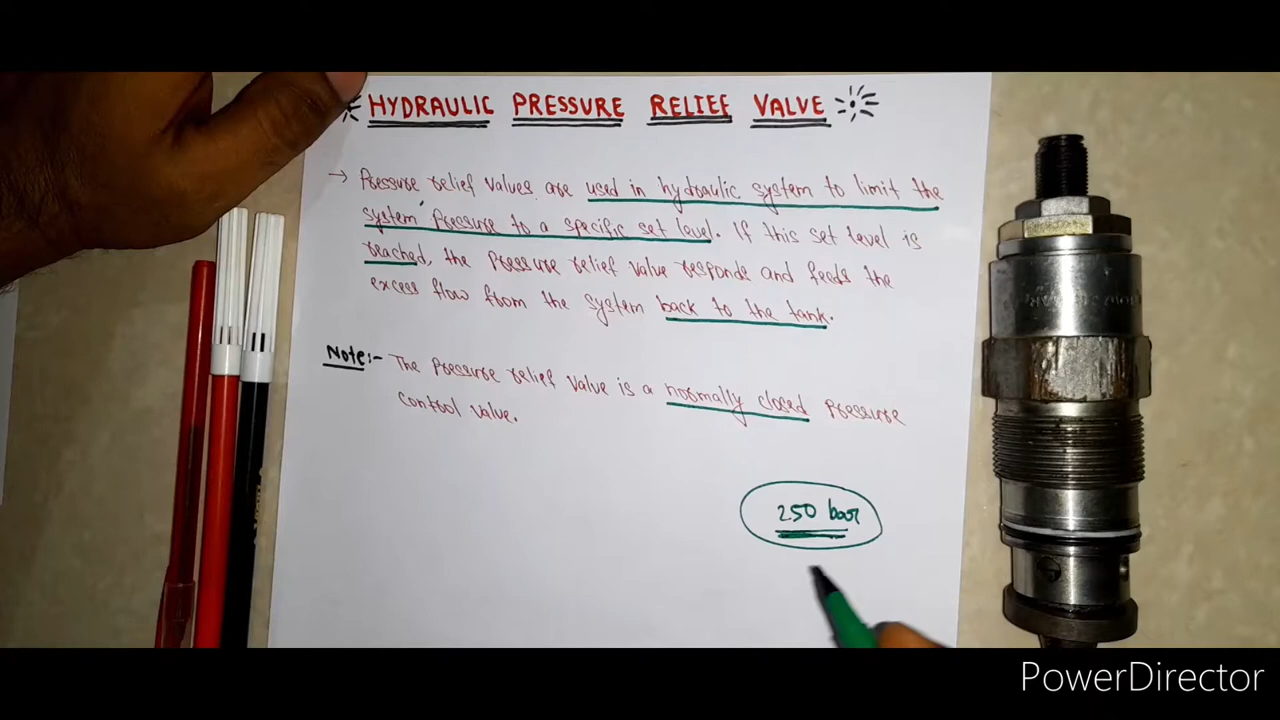 HYDRAULIC PRESSURE RELIEF VALVE
→ Pressure relief valves are used in hydraulic system to limit the
system pressure to a specific set level. If this set level is
reached, the pressure relief valve responde and feeds the
excess flow from the system back to the tank.
Note:- The Pressure relief valve is a normally closed pressure
control valve.
250 bar
PowerDirector